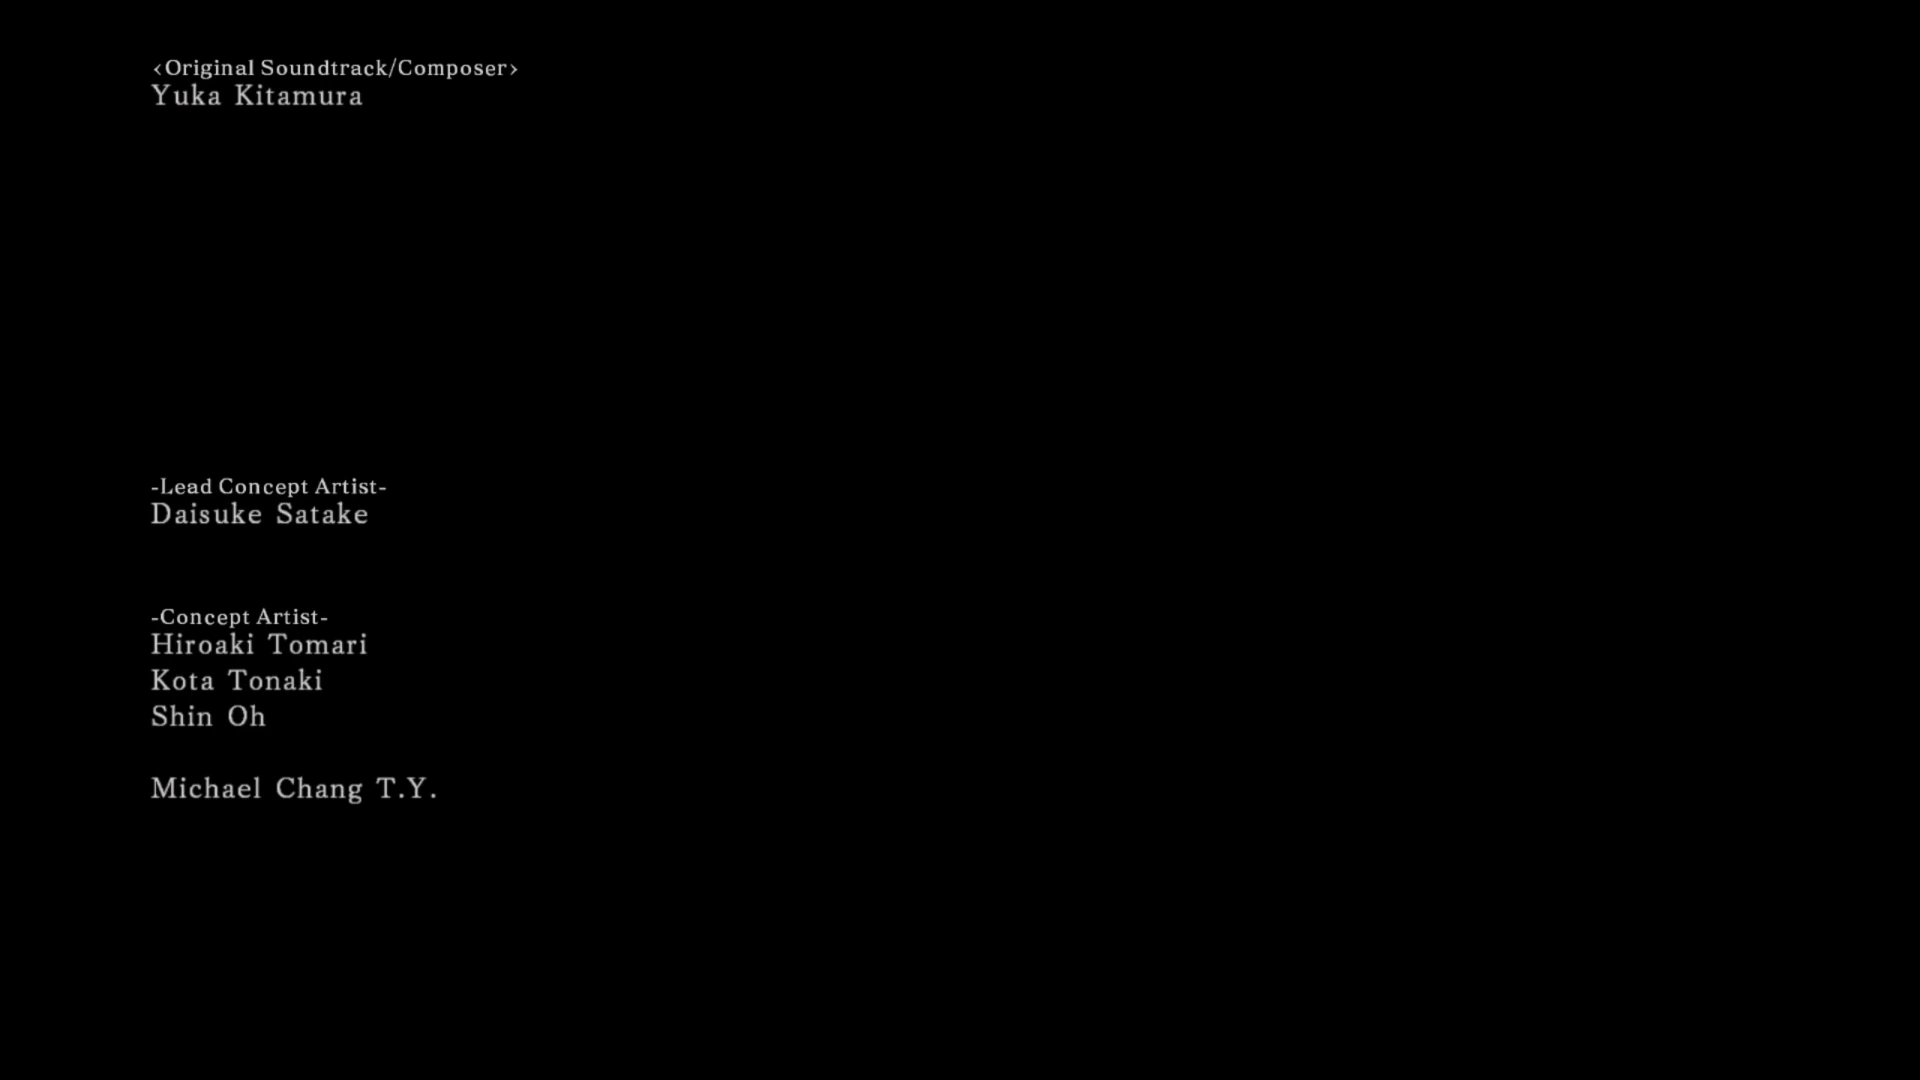 ‹Original Soundtrack/Composer›
Yuka Kitamura
-Lead Concept Artist-
Daisuke Satake
-Concept Artist-
Hiroaki Tomari
Kota Tonaki
Shin Oh
Michael Chang T.Y.